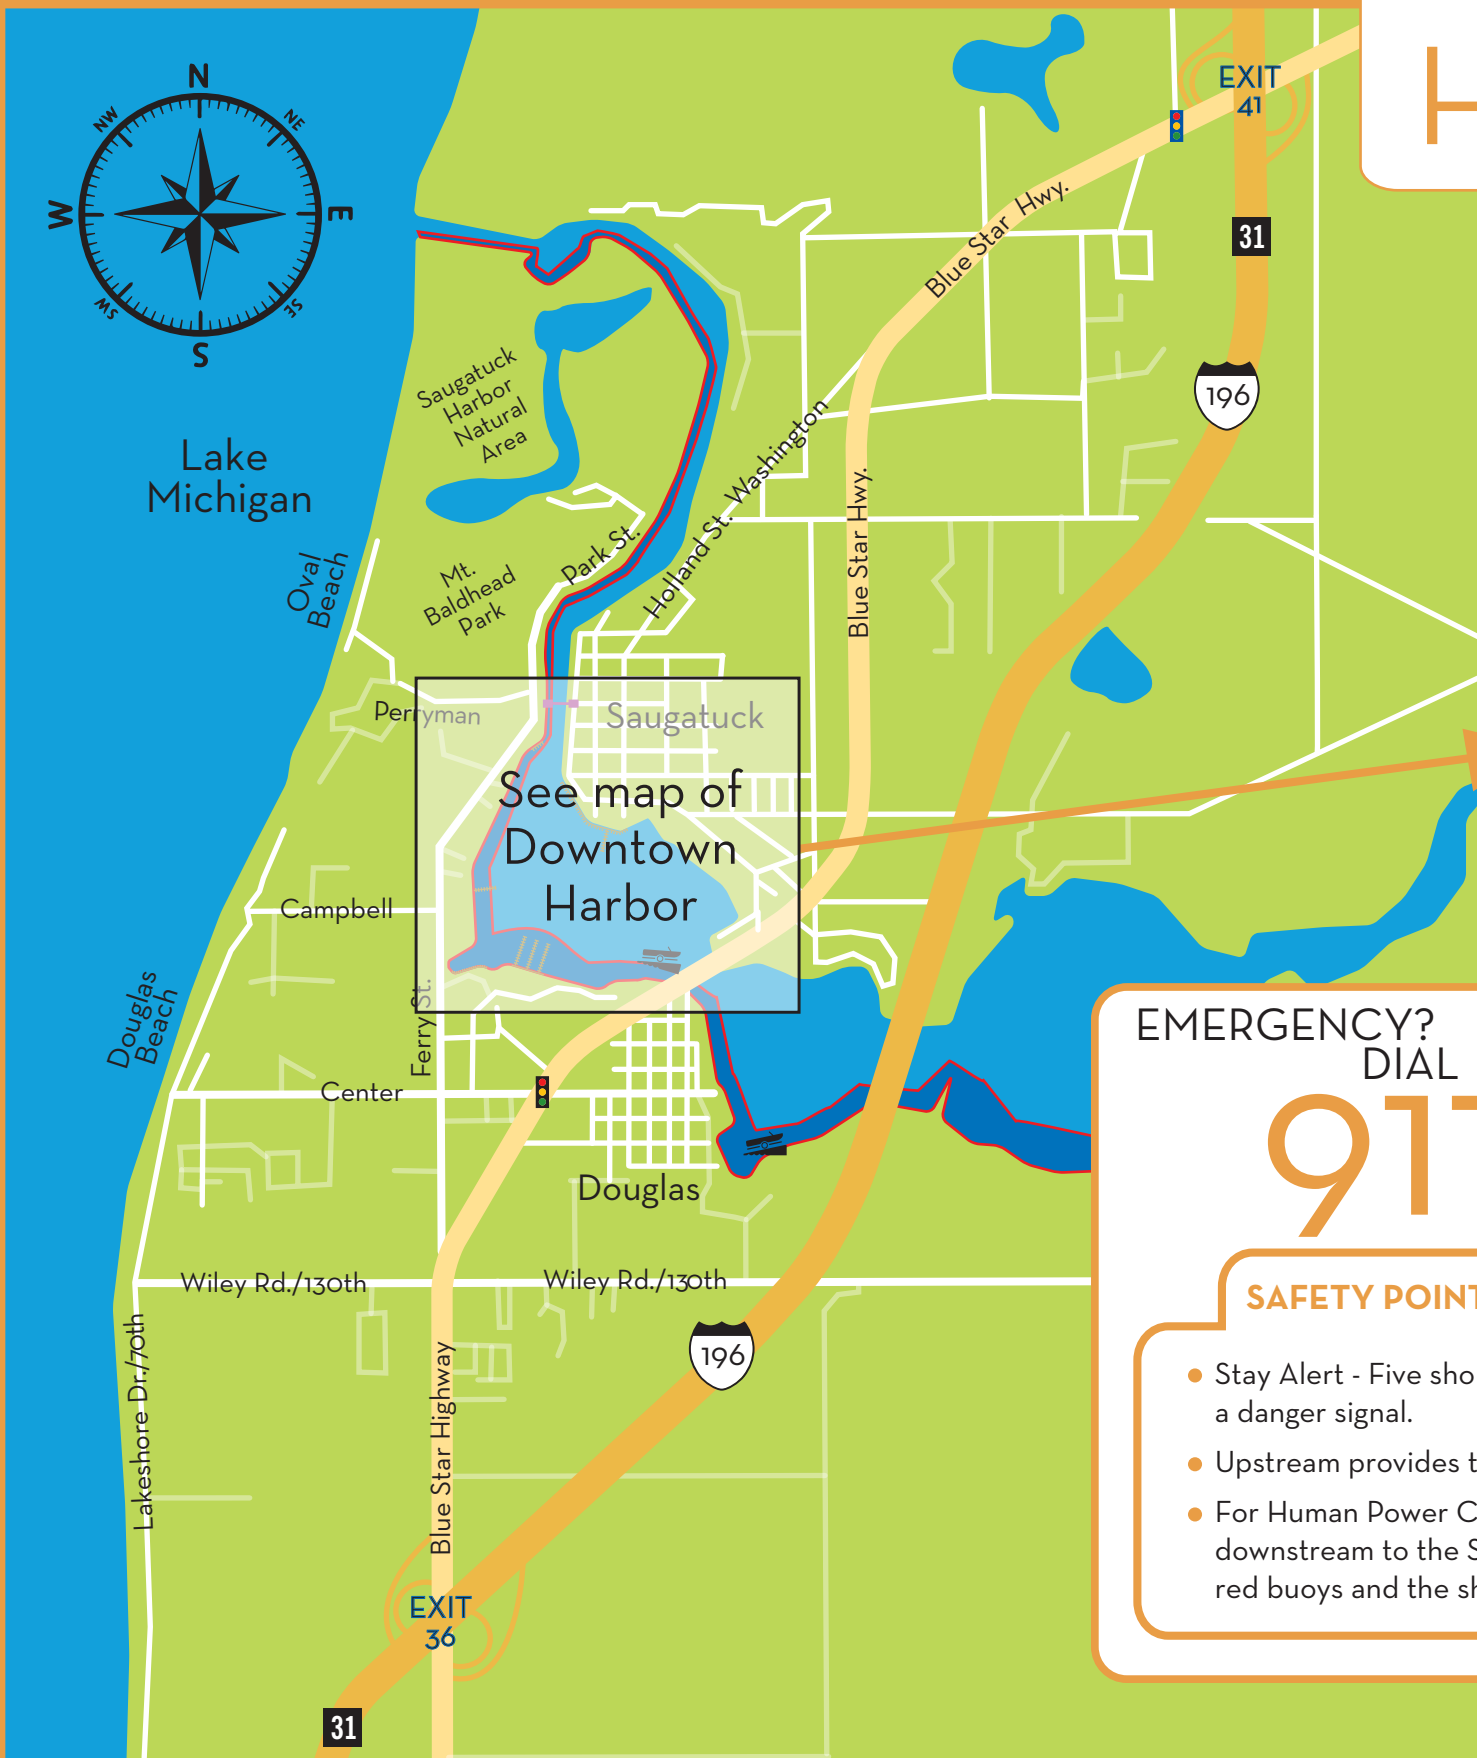 N
NE
E
SE
S
SW
W
NW
EXIT
41
H
31
196
Blue Star Hwy.
Saugatuck
Harbor
Natural
Area
Lake
Michigan
Holland St. Washington
Blue Star Hwy.
Park St.
Oval
Beach
Mt.
Baldhead
Park
Perryman
Saugatuck
See map of
Downtown
Harbor
Campbell
Douglas
Beach
Ferry St.
Center
Douglas
Wiley Rd./130th
Wiley Rd./130th
Lakeshore Dr./70th
Blue Star Highway
196
EXIT
36
31
EMERGENCY?
DIAL
911
SAFETY POINT
Stay Alert - Five sho
a danger signal.
Upstream provides t
For Human Power C
downstream to the S
red buoys and the sh